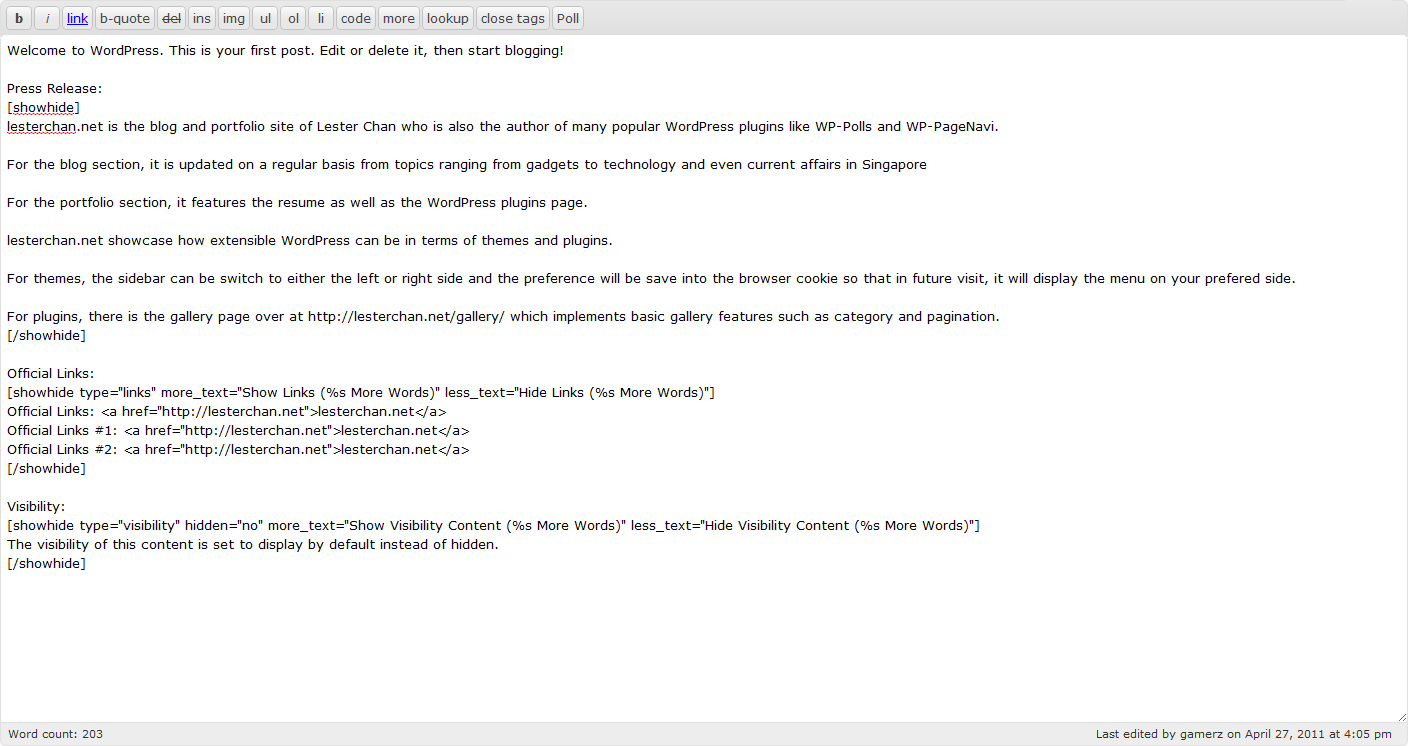 b i link b-quote del ins img ul ol li code more lookup close tags Poll
Welcome to WordPress. This is your first post. Edit or delete it, then start blogging!
Press Release:
[showhide]
lesterchan.net is the blog and portfolio site of Lester Chan who is also the author of many popular WordPress plugins like WP-Polls and WP-PageNavi.
For the blog section, it is updated on a regular basis from topics ranging from gadgets to technology and even current affairs in Singapore
For the portfolio section, it features the resume as well as the WordPress plugins page.
lesterchan.net showcase how extensible WordPress can be in terms of themes and plugins.
For themes, the sidebar can be switch to either the left or right side and the preference will be save into the browser cookie so that in future visit, it will display the menu on your prefered side.
For plugins, there is the gallery page over at http://lesterchan.net/gallery/ which implements basic gallery features such as category and pagination.
[/showhide]
Official Links:
[showhide type="links" more_text="Show Links (%s More Words)" less_text="Hide Links (%s More Words)"]
Official Links: <a href="http://lesterchan.net">lesterchan.net</a>
Official Links #1: <a href="http://lesterchan.net">lesterchan.net</a>
Official Links #2: <a href="http://lesterchan.net">lesterchan.net</a>
[/showhide]
Visibility:
[showhide type="visibility" hidden="no" more_text="Show Visibility Content (%s More Words)" less_text="Hide Visibility Content (%s More Words)"]
The visibility of this content is set to display by default instead of hidden.
[/showhide]
Word count: 203 Last edited by gamerz on April 27, 2011 at 4:05 pm